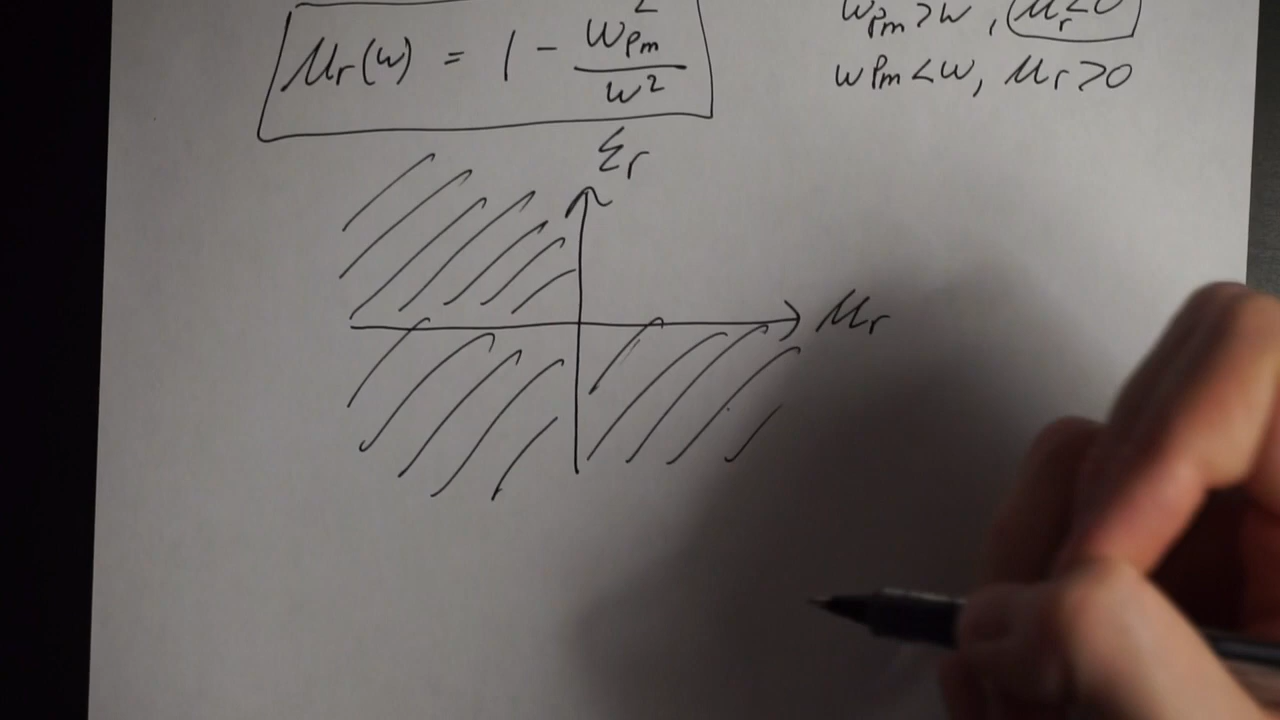 μr(ω) = 1 - ωpm²/ω²
ωpm>ω, μr<0
ωpm<ω, μr>0
εr
μr